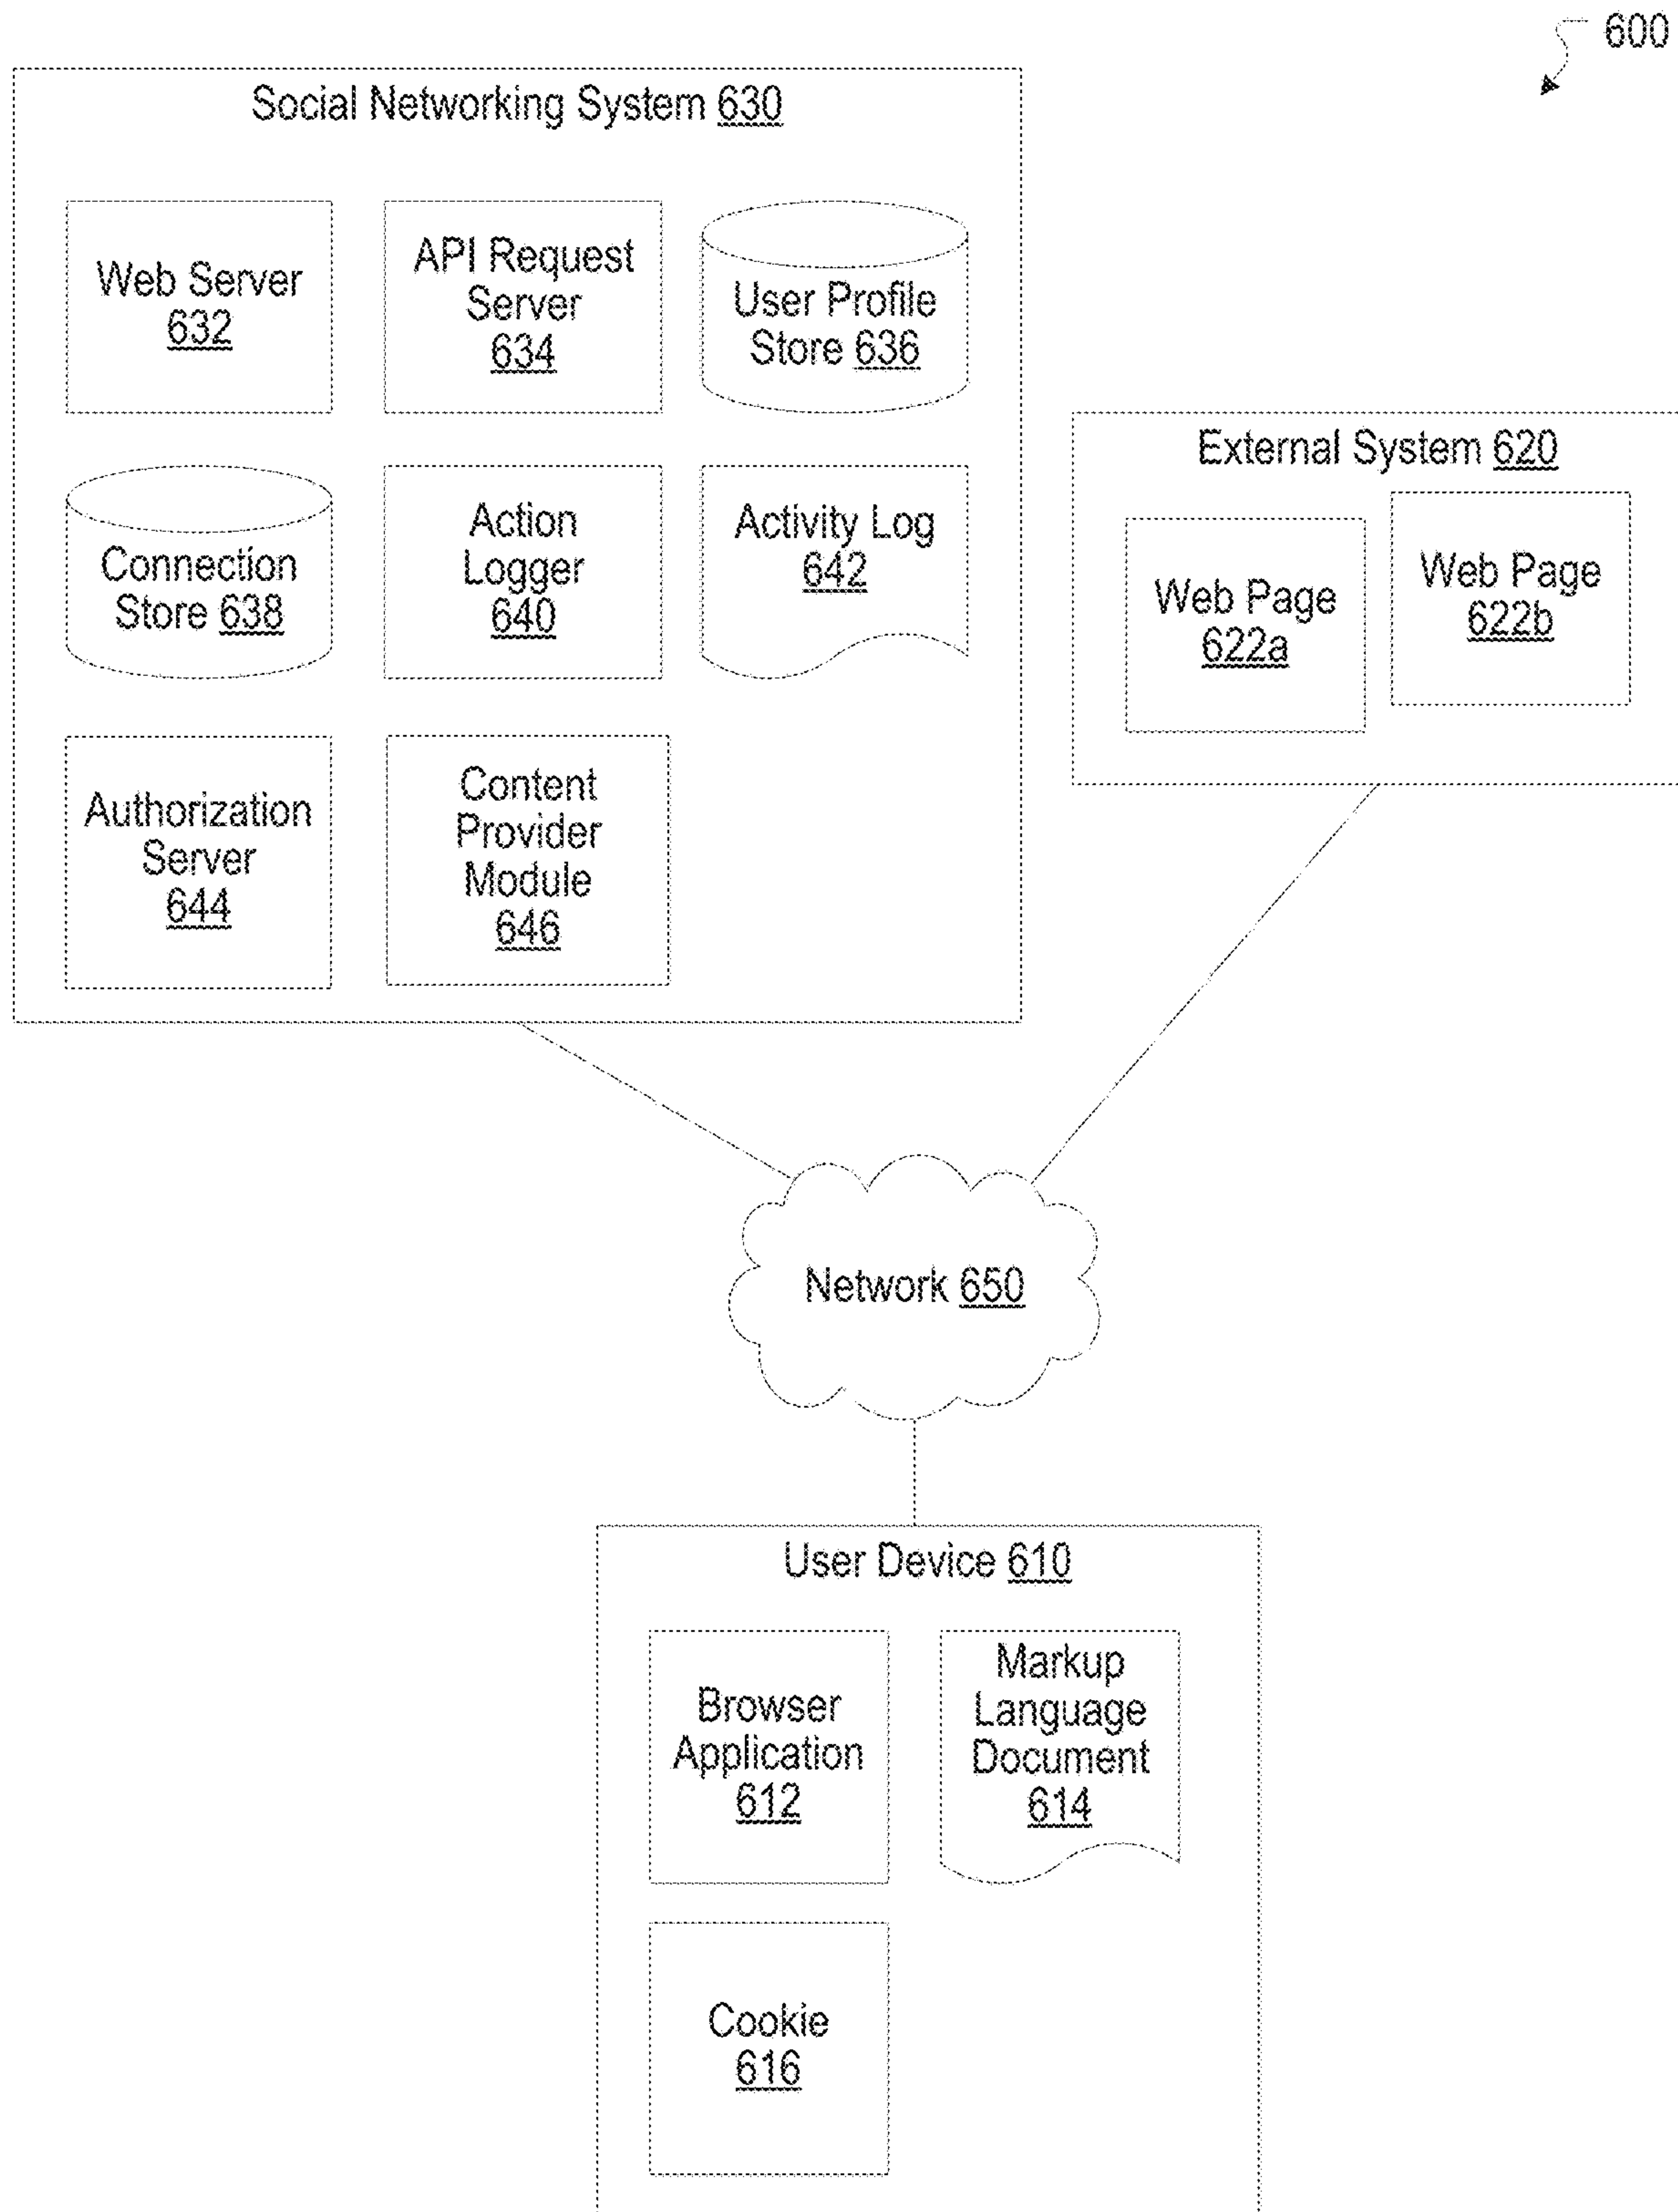 600
Social Networking System 630
Web Server
632
API Request
Server
634
User Profile
Store 636
Connection
Store 638
Action
Logger
640
Activity Log
642
Authorization
Server
644
Content
Provider
Module
646
External System 620
Web Page
622a
Web Page
622b
Network 650
User Device 610
Browser
Application
612
Markup
Language
Document
614
Cookie
616